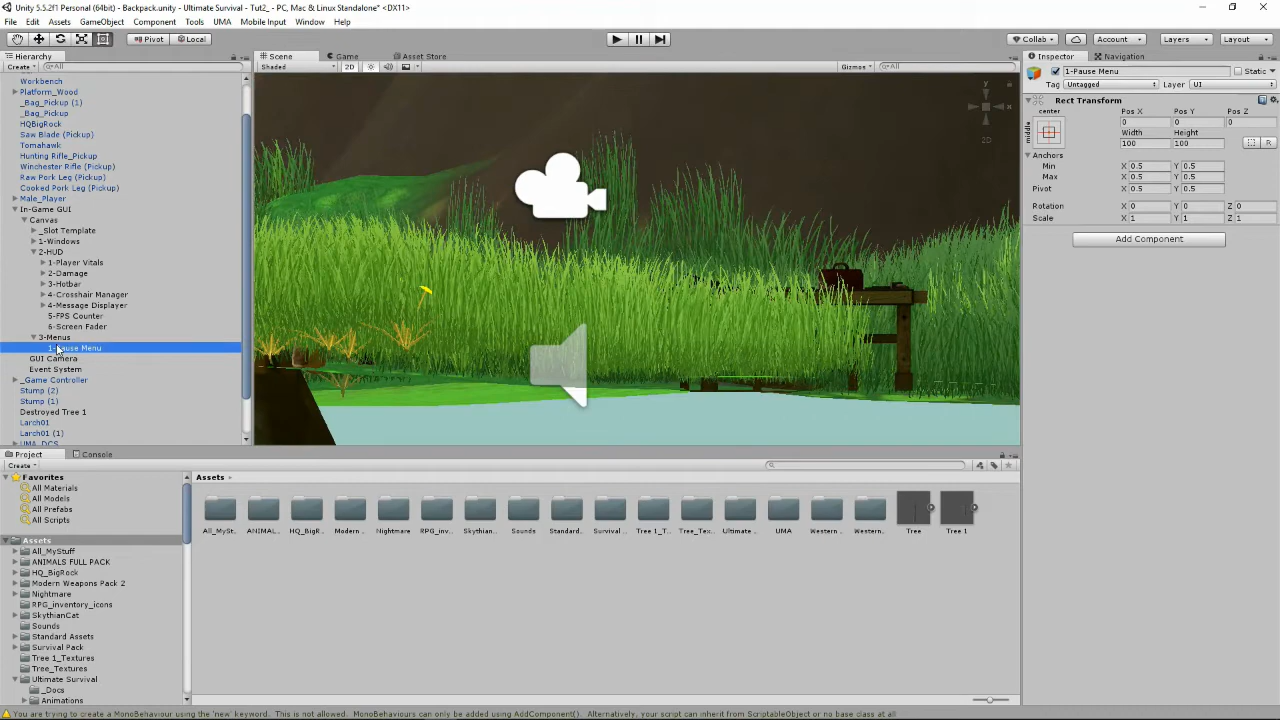 Unity 5.5.2f1 Personal (64bit) - Backpack.unity - Ultimate Survival - Tut2_ - PC, Mac & Linux Standalone* <DX11>
File Edit Assets GameObject Component Tools UMA Mobile Input Window Help
Pivot Local Collab Account Layers Layout
Hierarchy
Create All
Workbench
Platform_Wood
_Bag_Pickup (1)
_Bag_Pickup
HQBigRock
Saw Blade (Pickup)
Tomahawk
Hunting Rifle_Pickup
Winchester Rifle (Pickup)
Raw Pork Leg (Pickup)
Cooked Pork Leg (Pickup)
Male_Player
In-Game GUI
Canvas
_Slot Template
1-Windows
2-HUD
1-Player Vitals
2-Damage
3-Hotbar
4-Crosshair Manager
4-Message Displayer
5-FPS Counter
6-Screen Fader
3-Menus
1-Pause Menu
GUI Camera
Event System
_Game Controller
Stump (2)
Stump (1)
Destroyed Tree 1
Larch01
Larch01 (1)
UMA_DCS
Scene Game Asset Store
Shaded 2D Gizmos All
y
x
2D
Inspector Navigation
1-Pause Menu Static
Tag Untagged Layer UI
Rect Transform
center Pos X Pos Y Pos Z
middle 0 0 0
Width Height
100 100 R
Anchors
Min X 0.5 Y 0.5
Max X 0.5 Y 0.5
Pivot X 0.5 Y 0.5
Rotation X 0 Y 0 Z 0
Scale X 1 Y 1 Z 1
Add Component
Project Console
Create
Favorites
All Materials
All Models
All Prefabs
All Scripts
Assets
All_MyStuff
ANIMALS FULL PACK
HQ_BigRock
Modern Weapons Pack 2
Nightmare
RPG_inventory_icons
SkythianCat
Sounds
Standard Assets
Survival Pack
Tree 1_Textures
Tree_Textures
Ultimate Survival
_Docs
Animations
Assets
All_MySt... ANIMAL... HQ_BigR... Modern ... Nightmare RPG_inv... Skythian... Sounds Standard... Survival ... Tree 1_T... Tree_Tex... Ultimate ... UMA Western ... Western... Tree Tree 1
You are trying to create a MonoBehaviour using the 'new' keyword. This is not allowed. MonoBehaviours can only be added using AddComponent(). Alternatively, your script can inherit from ScriptableObject or no base class at all